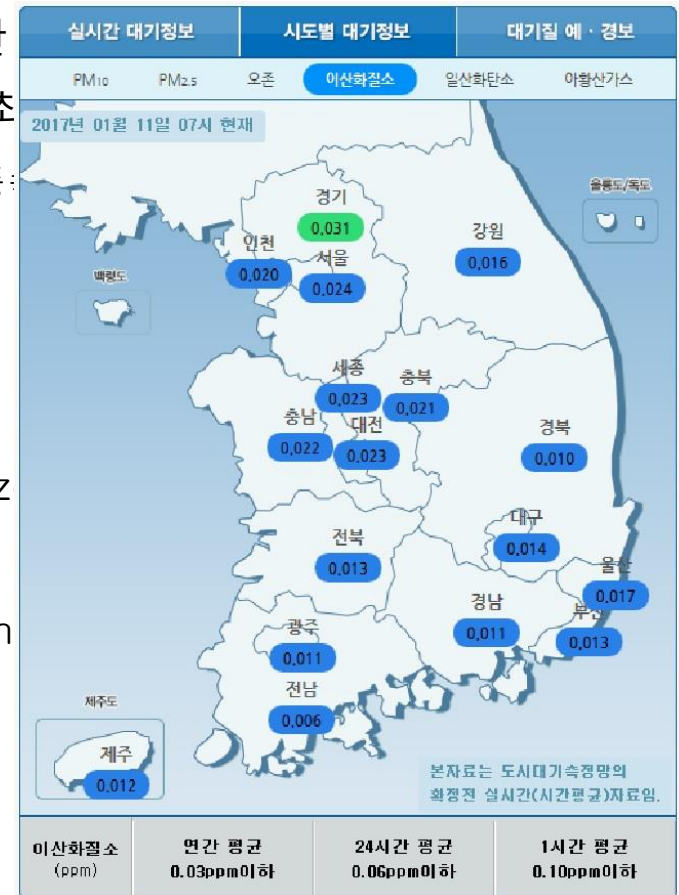 실시간 대기정보 시도별 대기정보 대기질 예 · 경보
PM10 PM2.5 오존 이산화질소 일산화탄소 아황산가스
2017년 01월 11일 07시 현재
울릉도/독도
백령도
경기
0.031
인천
0.020
서울
0.024
강원
0.016
세종
0.023
충북
0.021
충남
0.022
대전
0.023
경북
0.010
대구
0.014
전북
0.013
울산
0.017
경남
0.011
부산
0.013
광주
0.011
전남
0.006
제주도
제주
0.012
본자료는 도시대기측정망의
확정전 실시간(시간평균)자료임.
이산화질소 연간 평균 24시간 평균 1시간 평균
(ppm) 0.03ppm이하 0.06ppm이하 0.10ppm이하